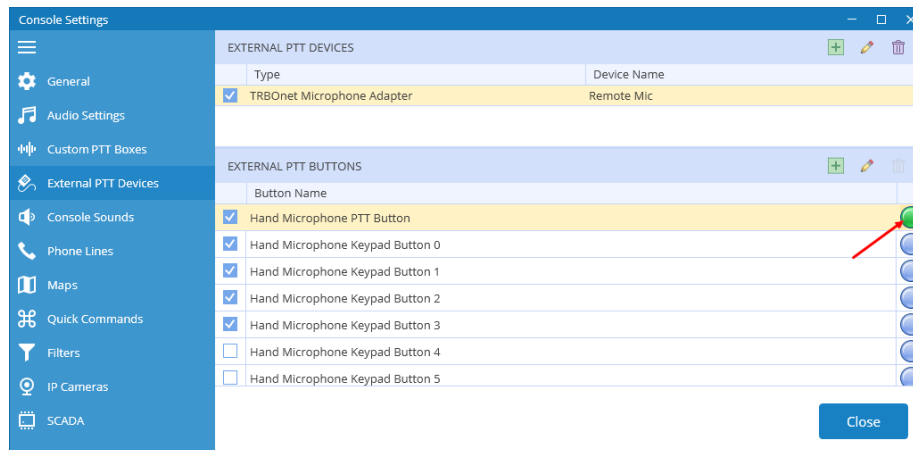 Console Settings
General
Audio Settings
Custom PTT Boxes
External PTT Devices
Console Sounds
Phone Lines
Maps
Quick Commands
Filters
IP Cameras
SCADA
EXTERNAL PTT DEVICES
Type Device Name
TRBOnet Microphone Adapter Remote Mic
EXTERNAL PTT BUTTONS
Button Name
Hand Microphone PTT Button
Hand Microphone Keypad Button 0
Hand Microphone Keypad Button 1
Hand Microphone Keypad Button 2
Hand Microphone Keypad Button 3
Hand Microphone Keypad Button 4
Hand Microphone Keypad Button 5
Close